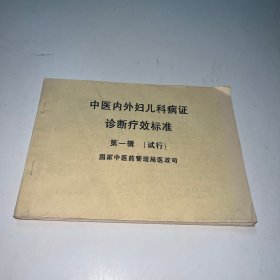 中医内外妇儿科病证
诊断疗效标准
第一辑 （试行）
国家中医药管理局医政司